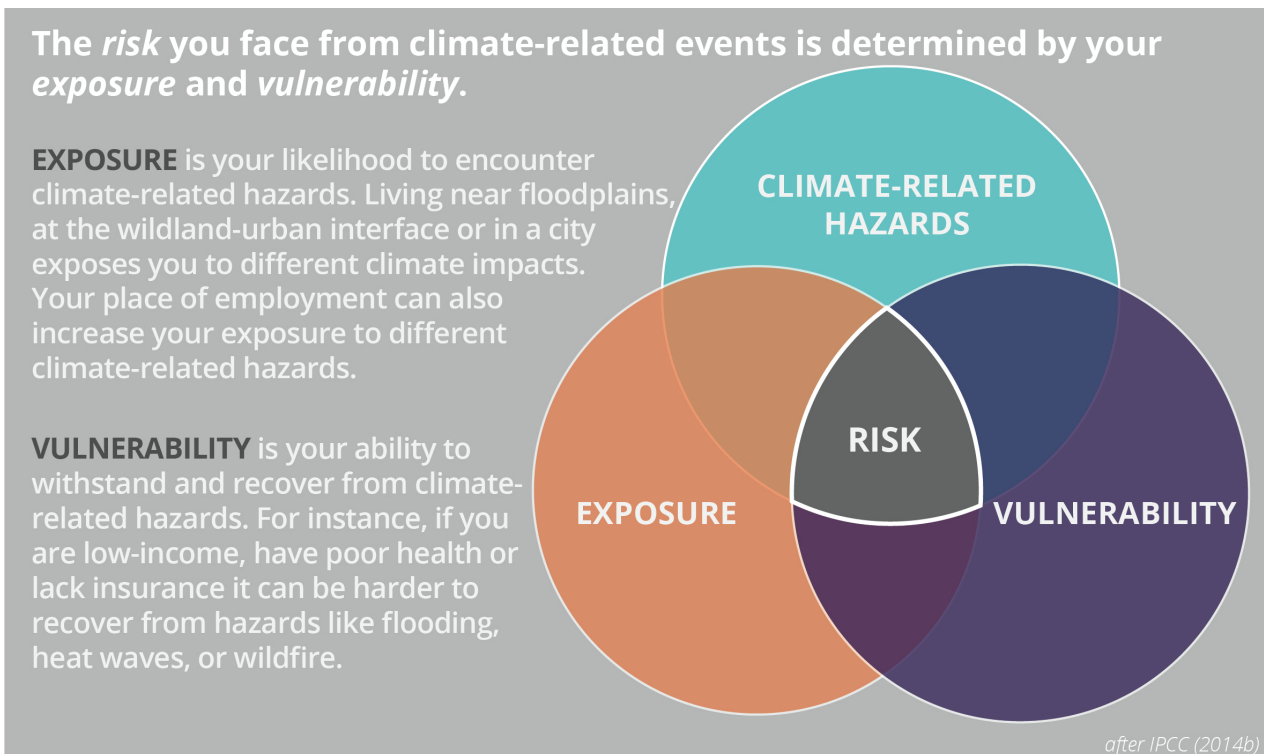 The risk you face from climate-related events is determined by your
exposure and vulnerability.
EXPOSURE is your likelihood to encounter
climate-related hazards. Living near floodplains,
at the wildland-urban interface or in a city
exposes you to different climate impacts.
Your place of employment can also
increase your exposure to different
climate-related hazards.
VULNERABILITY is your ability to
withstand and recover from climate-
related hazards. For instance, if you
are low-income, have poor health or
lack insurance it can be harder to
recover from hazards like flooding,
heat waves, or wildfire.
CLIMATE-RELATED
HAZARDS
RISK
EXPOSURE
VULNERABILITY
after IPCC (2014b)